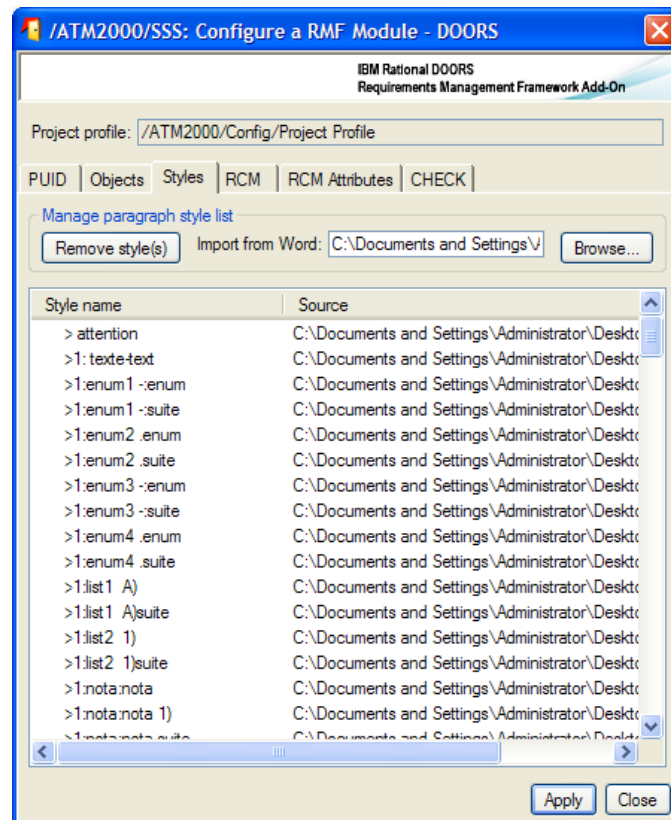 /ATM2000/SSS: Configure a RMF Module - DOORS
IBM Rational DOORS
Requirements Management Framework Add-On
Project profile: /ATM2000/Config/Project Profile
PUID Objects Styles RCM RCM Attributes CHECK
Manage paragraph style list
Remove style(s) Import from Word: C:\Documents and Settings\A Browse...
Style name Source
> attention C:\Documents and Settings\Administrator\Deskto
>1: texte-text C:\Documents and Settings\Administrator\Deskto
>1:enum1 -:enum C:\Documents and Settings\Administrator\Deskto
>1:enum1 -:suite C:\Documents and Settings\Administrator\Deskto
>1:enum2 .enum C:\Documents and Settings\Administrator\Deskto
>1:enum2 .suite C:\Documents and Settings\Administrator\Deskto
>1:enum3 -:enum C:\Documents and Settings\Administrator\Deskto
>1:enum3 -:suite C:\Documents and Settings\Administrator\Deskto
>1:enum4 .enum C:\Documents and Settings\Administrator\Deskto
>1:enum4 .suite C:\Documents and Settings\Administrator\Deskto
>1:list1 A) C:\Documents and Settings\Administrator\Deskto
>1:list1 A)suite C:\Documents and Settings\Administrator\Deskto
>1:list2 1) C:\Documents and Settings\Administrator\Deskto
>1:list2 1)suite C:\Documents and Settings\Administrator\Deskto
>1:nota:nota C:\Documents and Settings\Administrator\Deskto
>1:nota:nota 1) C:\Documents and Settings\Administrator\Deskto
>1:nota:nota suite C:\Documents and Settings\Administrator\Deskto
Apply Close